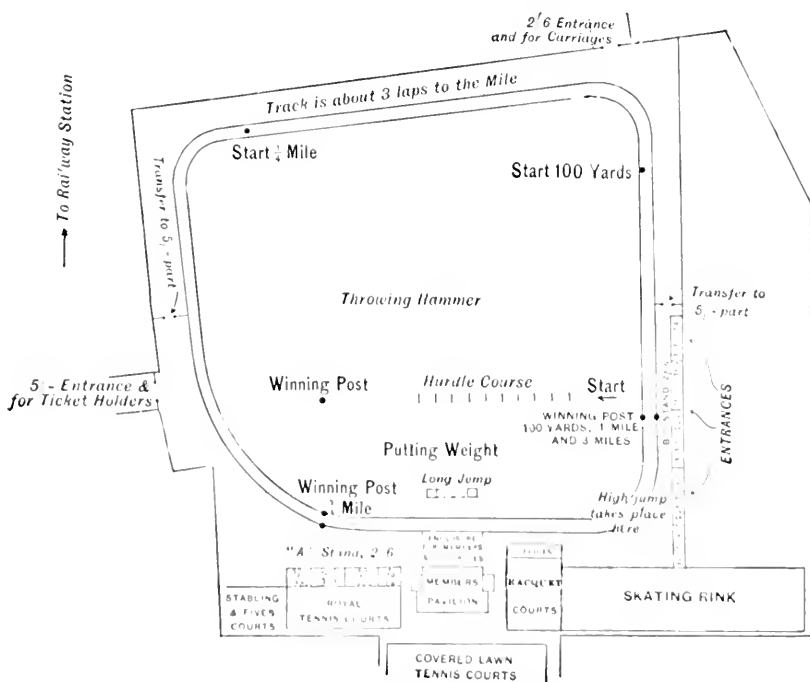 2/6 Entrance
and for Carriages
Track is about 3 laps to the Mile
To Railway Station
Start 1/4 Mile
Start 100 Yards
Transfer to 5/- part
Throwing Hammer
Transfer to
5/- part
5/- Entrance &
for Ticket Holders
Winning Post
Hurdle Course
Start
WINNING POST
100 YARDS, 1 MILE
AND 3 MILES
STAND
ENTRANCES
Putting Weight
Long Jump
Winning Post
Mile
High jump
takes place
here
"A" Stand, 2/6
MEMBERS
MEMBERS
PAVILION
RACQUET
COURTS
SKATING RINK
STABLING
& FIVES
COURTS
ROYAL
TENNIS COURTS
COVERED LAWN
TENNIS COURTS